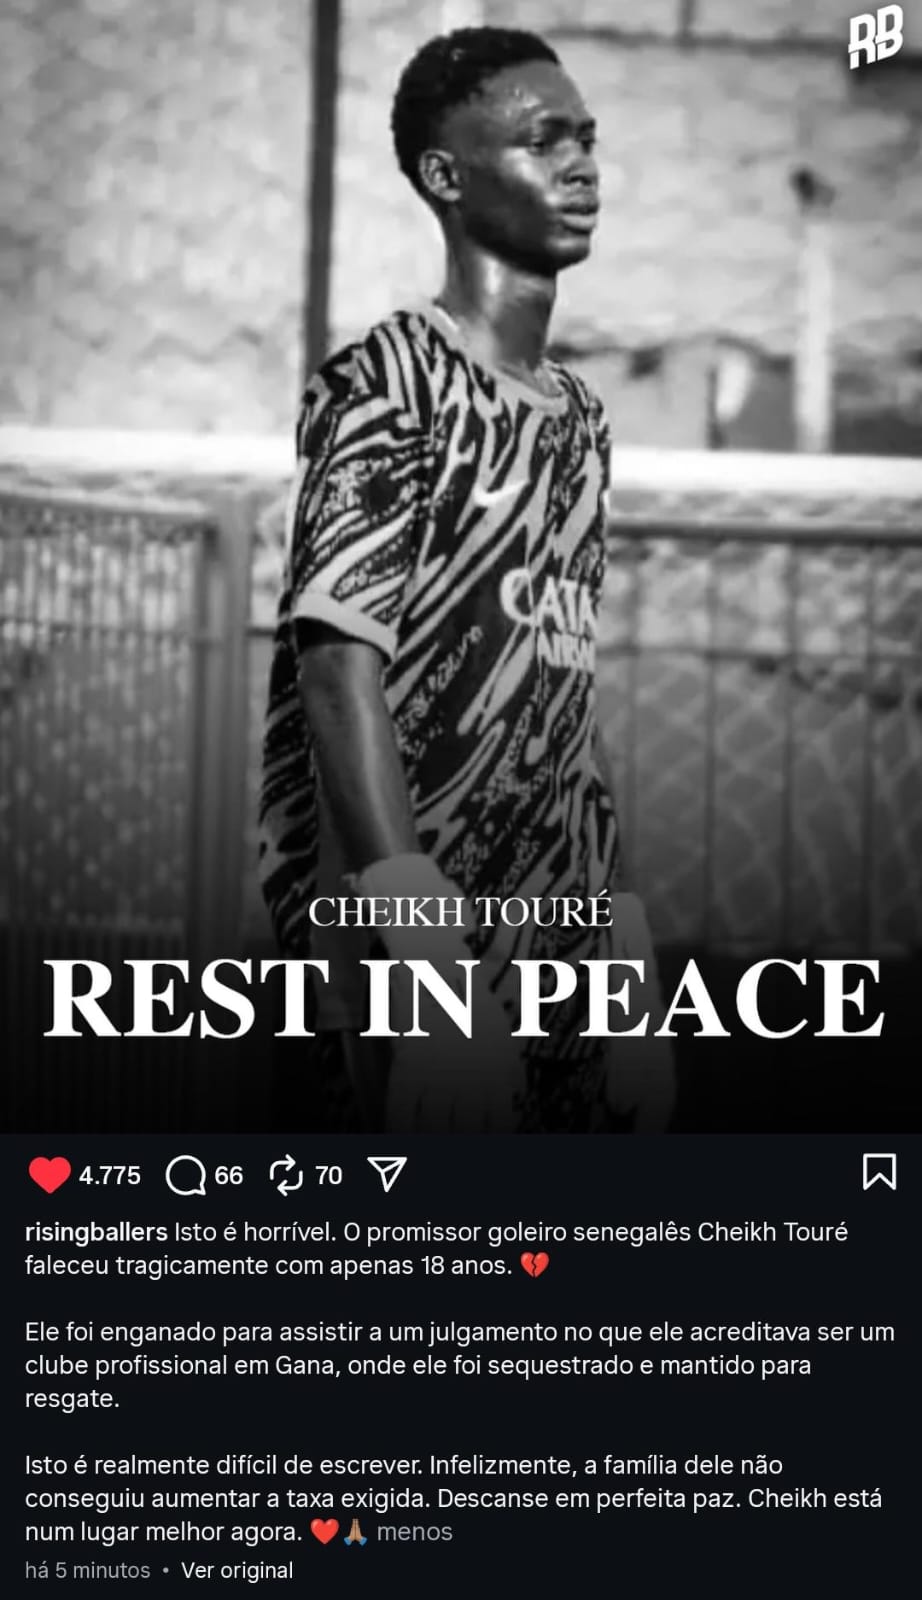 RB
CATA
AIRW
CHEIKH TOURÉ
REST IN PEACE
4.775 66 70
risingballers Isto é horrível. O promissor goleiro senegalês Cheikh Touré
faleceu tragicamente com apenas 18 anos. 💔
Ele foi enganado para assistir a um julgamento no que ele acreditava ser um
clube profissional em Gana, onde ele foi sequestrado e mantido para
resgate.
Isto é realmente difícil de escrever. Infelizmente, a família dele não
conseguiu aumentar a taxa exigida. Descanse em perfeita paz. Cheikh está
num lugar melhor agora. ❤️🙏🏽 menos
há 5 minutos • Ver original